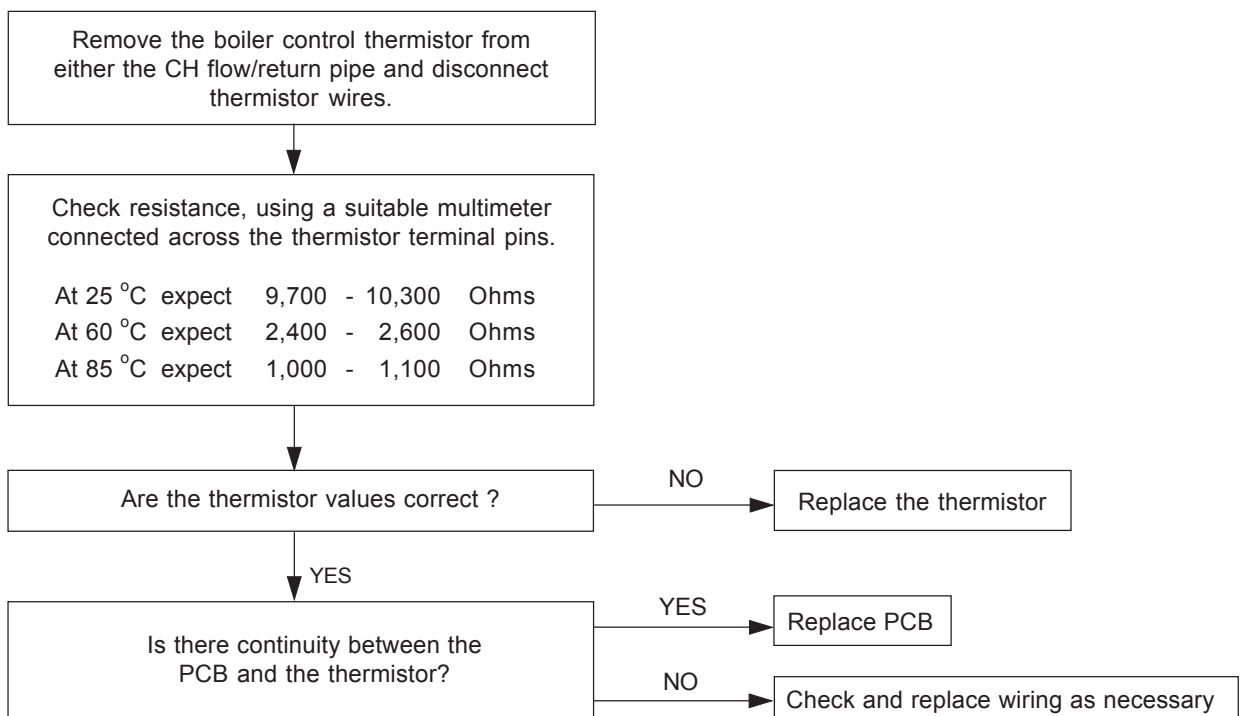 Remove the boiler control thermistor from
either the CH flow/return pipe and disconnect
thermistor wires.
Check resistance, using a suitable multimeter
connected across the thermistor terminal pins.
At 25 °C expect 9,700 - 10,300 Ohms
At 60 °C expect 2,400 - 2,600 Ohms
At 85 °C expect 1,000 - 1,100 Ohms
Are the thermistor values correct ?
NO
Replace the thermistor
YES
Is there continuity between the
PCB and the thermistor?
YES
Replace PCB
NO
Check and replace wiring as necessary